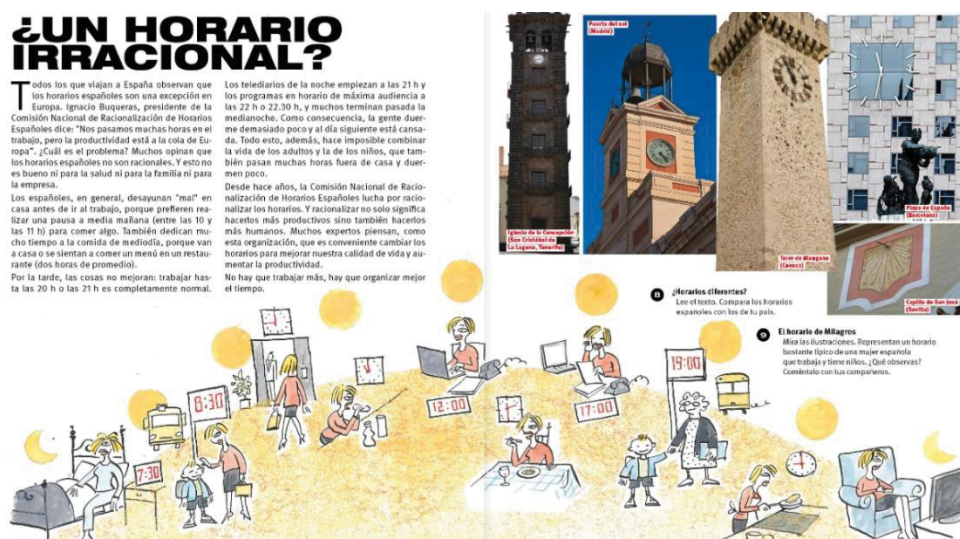 ¿UN HORARIO
IRRACIONAL?
Todos los que viajan a España observan que
los horarios españoles son una excepción en
Europa. Ignacio Buqueras, presidente de la
Comisión Nacional de Racionalización de Horarios
Españoles dice: "Nos pasamos muchas horas en el
trabajo, pero la productividad está a la cola de Eu-
ropa". ¿Cuál es el problema? Muchos opinan que
los horarios españoles no son racionales. Y esto no
es bueno ni para la salud ni para la familia ni para
la empresa.
Los españoles, en general, desayunan "mal" en
casa antes de ir al trabajo, porque prefieren rea-
lizar una pausa a media mañana (entre las 10 y
las 11 h) para comer algo. También dedican mu-
cho tiempo a la comida de mediodía, porque van
a casa o se sientan a comer un menú en un restau-
rante (dos horas de promedio).
Por la tarde, las cosas no mejoran: trabajar has-
ta las 20 h o las 21 h es completamente normal.
Los telediarios de la noche empiezan a las 21 h y
los programas en horario de máxima audiencia a
las 22 h o 22.30 h, y muchos terminan pasada la
medianoche. Como consecuencia, la gente duer-
me demasiado poco y al día siguiente está cansa-
da. Todo esto, además, hace imposible combinar
la vida de los adultos y la de los niños, que tam-
bién pasan muchas horas fuera de casa y duer-
men poco.
Desde hace años, la Comisión Nacional de Racio-
nalización de Horarios Españoles lucha por racio-
nalizar los horarios. Y racionalizar no solo significa
hacerlos más productivos sino también hacerlos
más humanos. Muchos expertos piensan, como
esta organización, que es conveniente cambiar los
horarios para mejorar nuestra calidad de vida y au-
mentar la productividad.
No hay que trabajar más, hay que organizar mejor
el tiempo.
Puerta del sol
(Madrid)
Iglesia de la Concepción
(San Cristóbal de
La Laguna, Tenerife)
Torre de Mangana
(Cuenca)
Plaza de España
(Barcelona)
Capilla de San José
(Sevilla)
8 ¿Horarios diferentes?
Lee el texto. Compara los horarios
españoles con los de tu país.
9 El horario de Milagros
Mira las ilustraciones. Representan un horario
bastante típico de una mujer española
que trabaja y tiene niños. ¿Qué observas?
Coméntalo con tus compañeros.
7:30
8:30
12:00
17:00
19:00